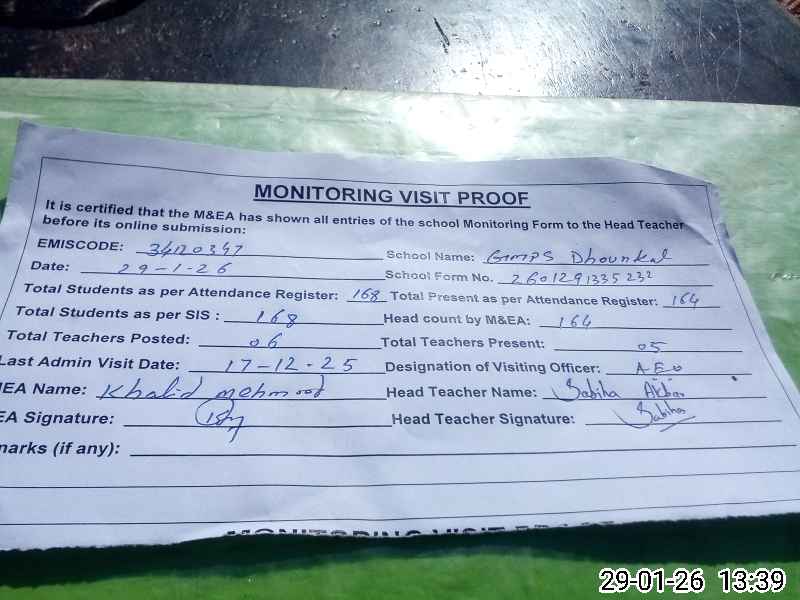 MONITORING VISIT PROOF
It is certified that the M&EA has shown all entries of the school Monitoring Form to the Head Teacher
before its online submission:
EMISCODE: 34120347 School Name: GMPS Dhounkal
Date: 29-1-26 School Form No. 2601291335232
Total Students as per Attendance Register: 168 Total Present as per Attendance Register: 164
Total Students as per SIS : 168 Head count by M&EA: 164
Total Teachers Posted: 06 Total Teachers Present: 05
Last Admin Visit Date: 17-12-25 Designation of Visiting Officer: AEO
EA Name: Khalid mehmood Head Teacher Name: Sabiha Akbar
EA Signature: Head Teacher Signature: Sabiha
marks (if any):
MONITORING VISIT PROOF
29-01-26 13:39